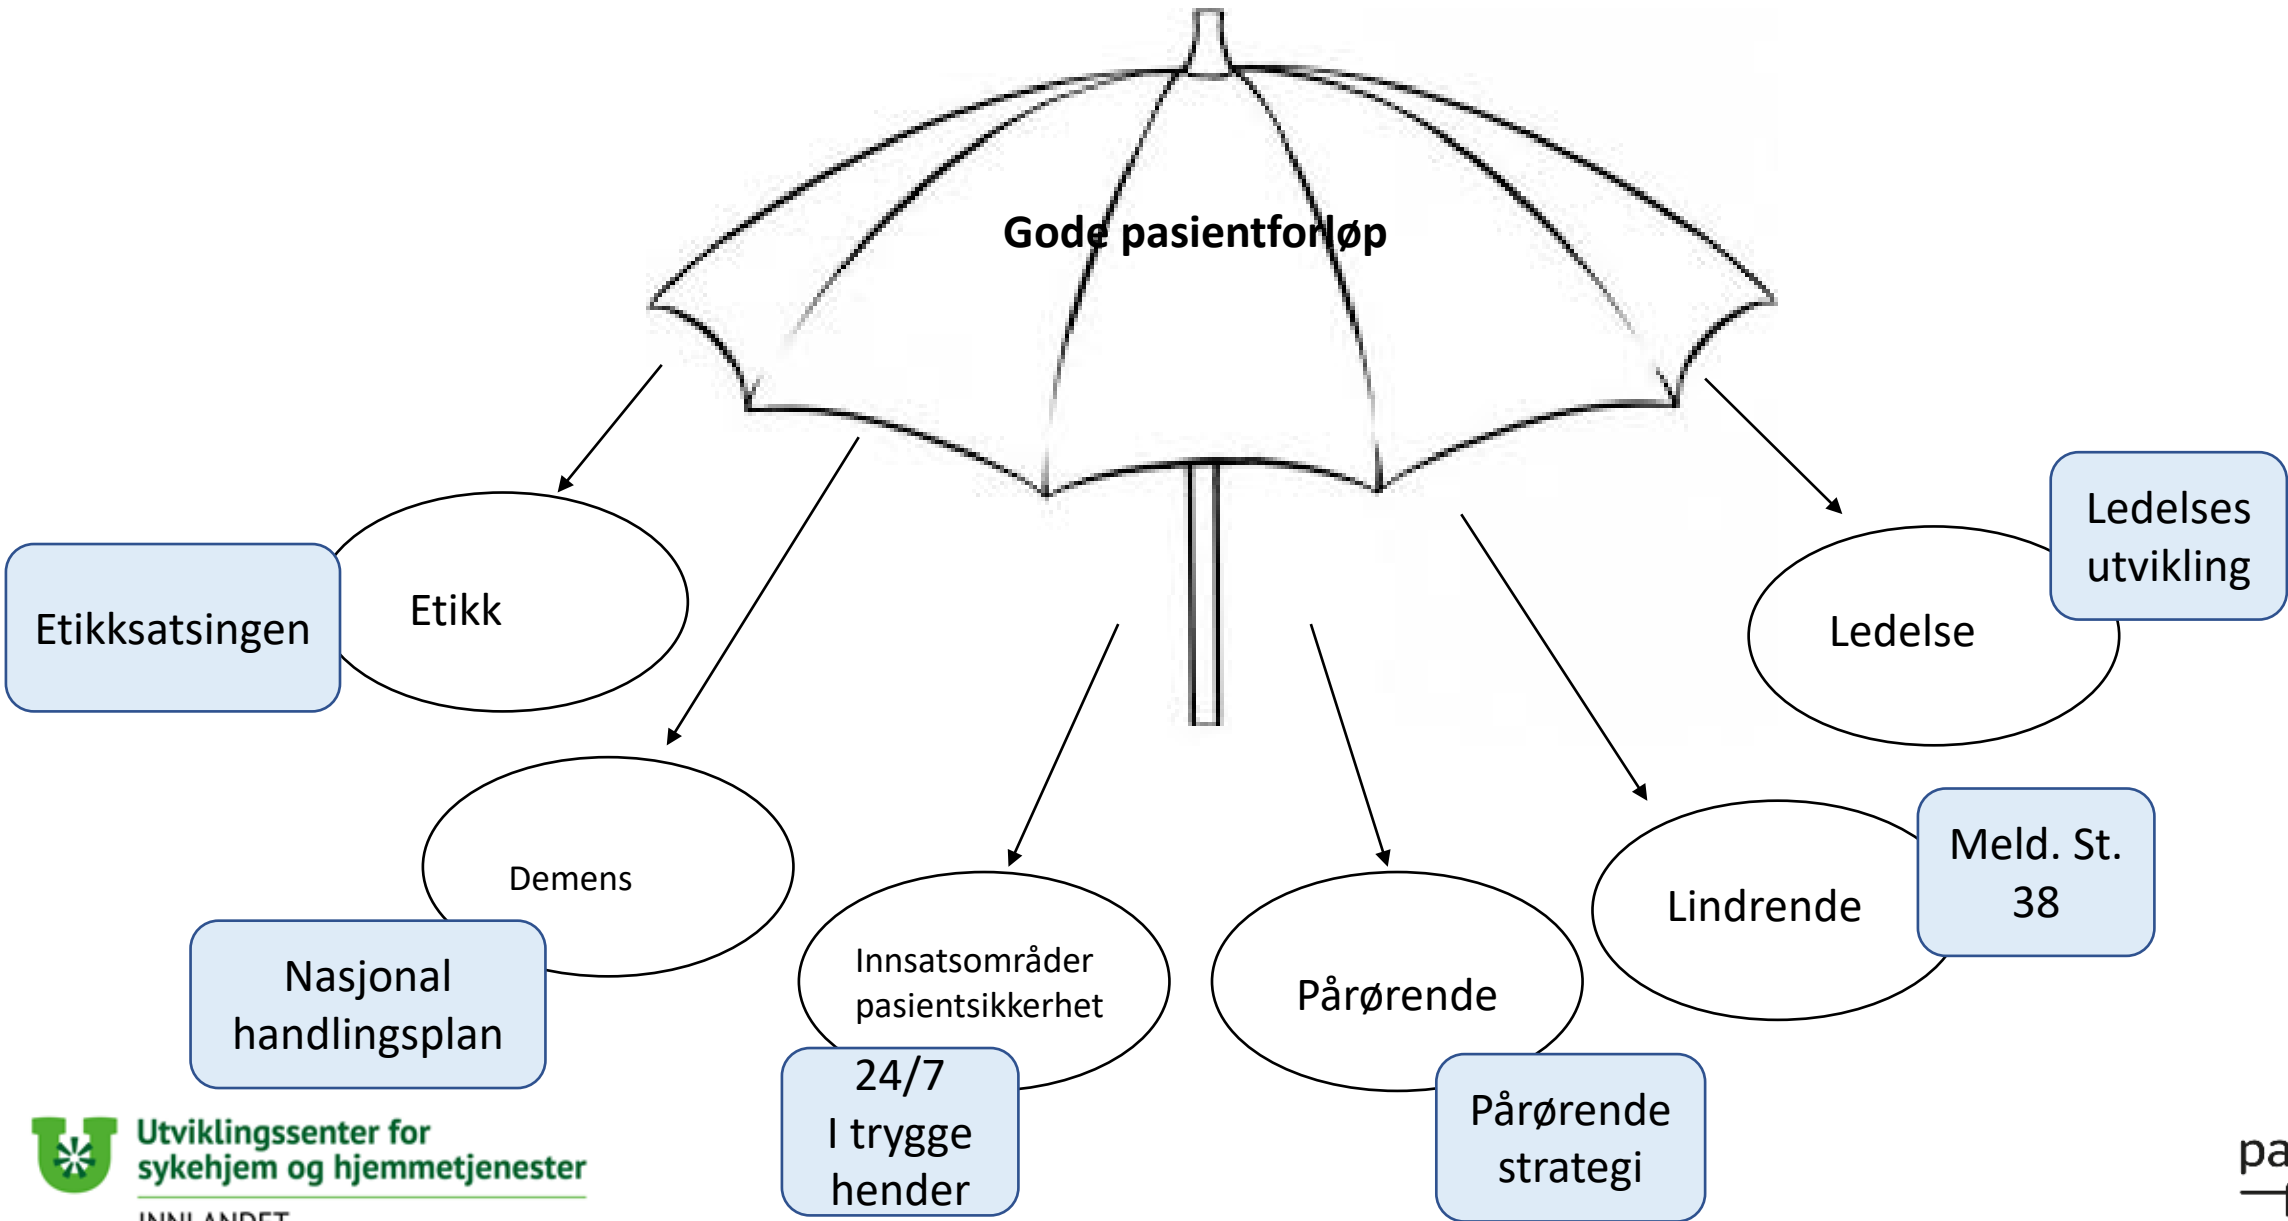 Gode pasientforløp
Etikksatsingen
Etikk
Ledelses
utvikling
Ledelse
Demens
Nasjonal
handlingsplan
Innsatsområder
pasientsikkerhet
24/7
I trygge
hender
Pårørende
Pårørende
strategi
Lindrende
Meld. St.
38
Utviklingssenter for
sykehjem og hjemmetjenester
INNLANDET